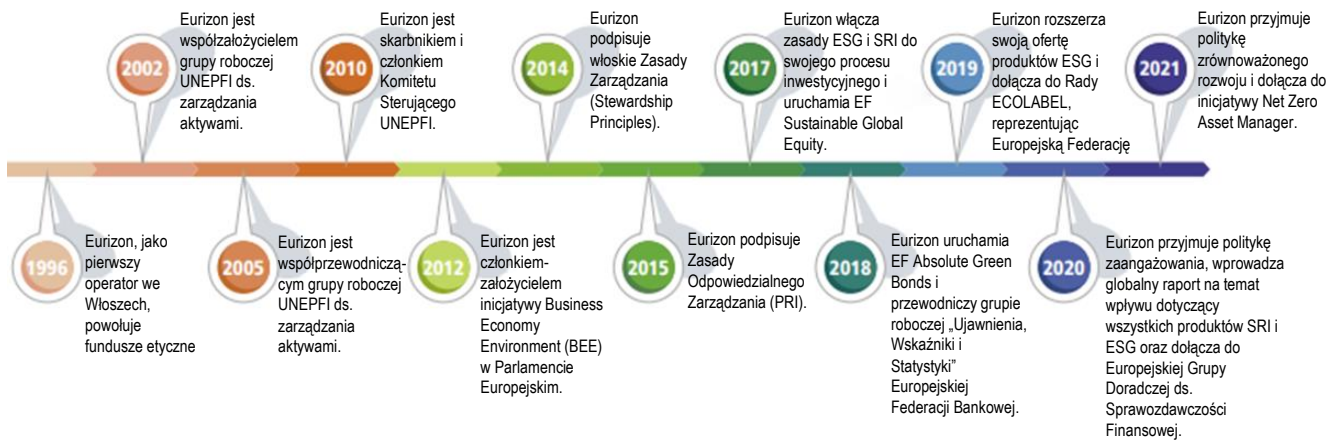 2002
Eurizon jest
współzałożycielem
grupy roboczej
UNEPFI ds.
zarządzania
aktywami.
2010
Eurizon jest
skarbnikiem i
członkiem
Komitetu
Sterującego
UNEPFI.
2014
Eurizon
podpisuje
włoskie Zasady
Zarządzania
(Stewardship
Principles).
2017
Eurizon włącza
zasady ESG i SRI do
swojego procesu
inwestycyjnego i
uruchamia EF
Sustainable Global
Equity.
2019
Eurizon rozszerza
swoją ofertę
produktów ESG i
dołącza do Rady
ECOLABEL,
reprezentując
Europejską Federację
2021
Eurizon przyjmuje
politykę
zrównoważonego
rozwoju i dołącza do
inicjatywy Net Zero
Asset Manager.
1996
Eurizon, jako
pierwszy
operator we
Włoszech,
powołuje
fundusze etyczne
2005
Eurizon jest
współprzewodniczą-
cym grupy roboczej
UNEPFI ds.
zarządzania
aktywami.
2012
Eurizon jest
członkiem-
założycielem
inicjatywy Business
Economy
Environment (BEE)
w Parlamencie
Europejskim.
2015
Eurizon podpisuje
Zasady
Odpowiedzialnego
Zarządzania (PRI).
2018
Eurizon uruchamia
EF Absolute Green
Bonds i
przewodniczy grupie
roboczej „Ujawnienia,
Wskaźniki i
Statystyki”
Europejskiej
Federacji Bankowej.
2020
Eurizon przyjmuje politykę
zaangażowania, wprowadza
globalny raport na temat
wpływu dotyczący
wszystkich produktów SRI i
ESG oraz dołącza do
Europejskiej Grupy
Doradczej ds.
Sprawozdawczości
Finansowej.